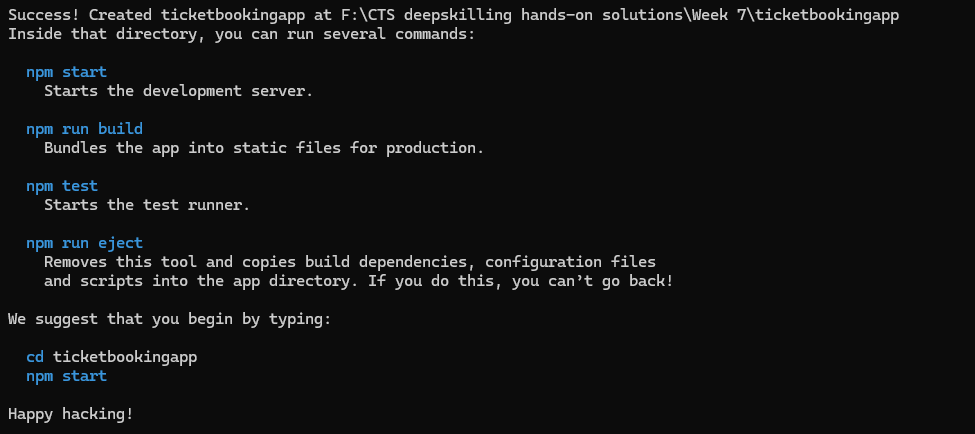 Success! Created ticketbookingapp at F:\CTS deepskilling hands-on solutions\Week 7\ticketbookingapp
Inside that directory, you can run several commands:
npm start
Starts the development server.
npm run build
Bundles the app into static files for production.
npm test
Starts the test runner.
npm run eject
Removes this tool and copies build dependencies, configuration files
and scripts into the app directory. If you do this, you can’t go back!
We suggest that you begin by typing:
cd ticketbookingapp
npm start
Happy hacking!